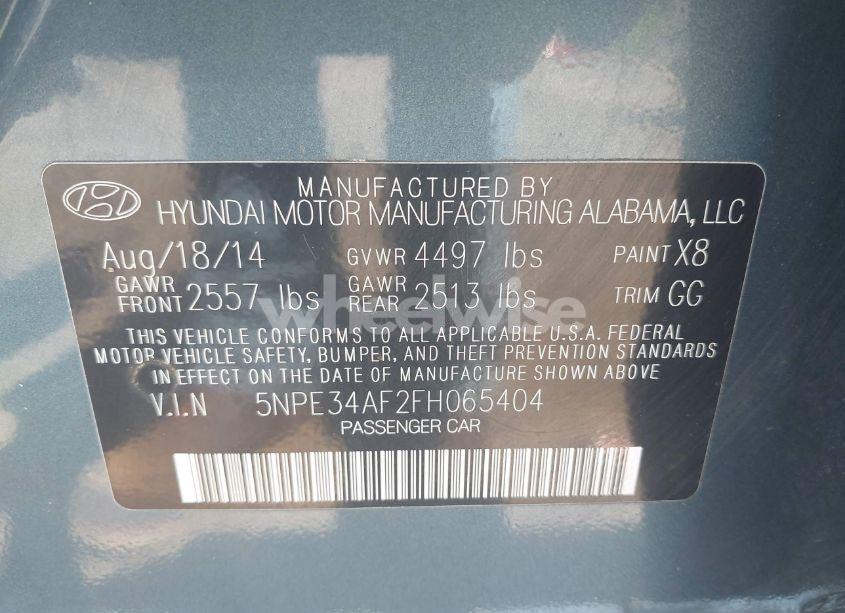 MANUFACTURED BY
HYUNDAI MOTOR MANUFACTURING ALABAMA, LLC
Aug/18/14 GVWR 4497 lbs PAINT X8
GAWR FRONT 2557 lbs GAWR REAR 2513 lbs TRIM GG
wheelwise
THIS VEHICLE CONFORMS TO ALL APPLICABLE U.S.A. FEDERAL
MOTOR VEHICLE SAFETY, BUMPER, AND THEFT PREVENTION STANDARDS
IN EFFECT ON THE DATE OF MANUFACTURE SHOWN ABOVE
V.I.N 5NPE34AF2FH065404
PASSENGER CAR